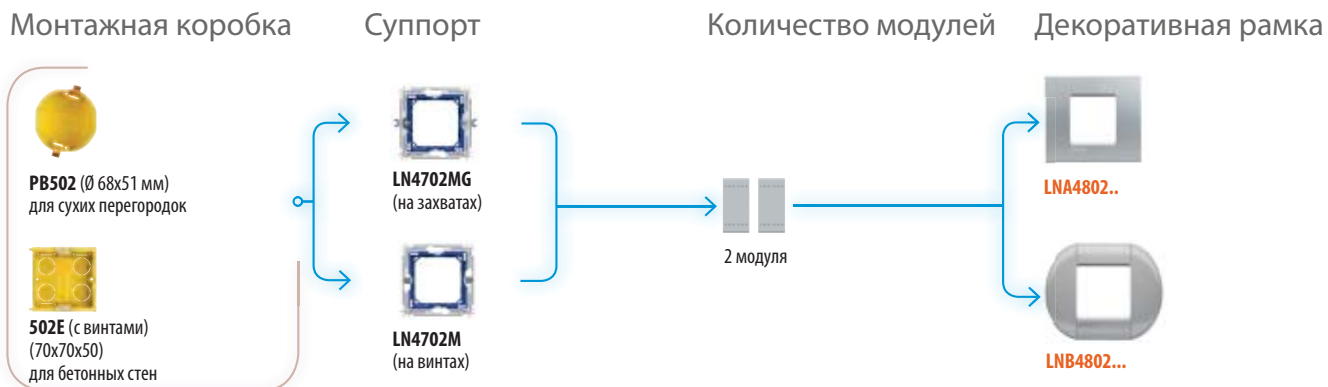 Монтажная коробка
Суппорт
Количество модулей
Декоративная рамка
PB502 (Ø 68x51 мм)
для сухих перегородок
502E (с винтами)
(70x70x50)
для бетонных стен
LN4702MG
(на захватах)
LN4702M
(на винтах)
2 модуля
LNA4802..
LNB4802...